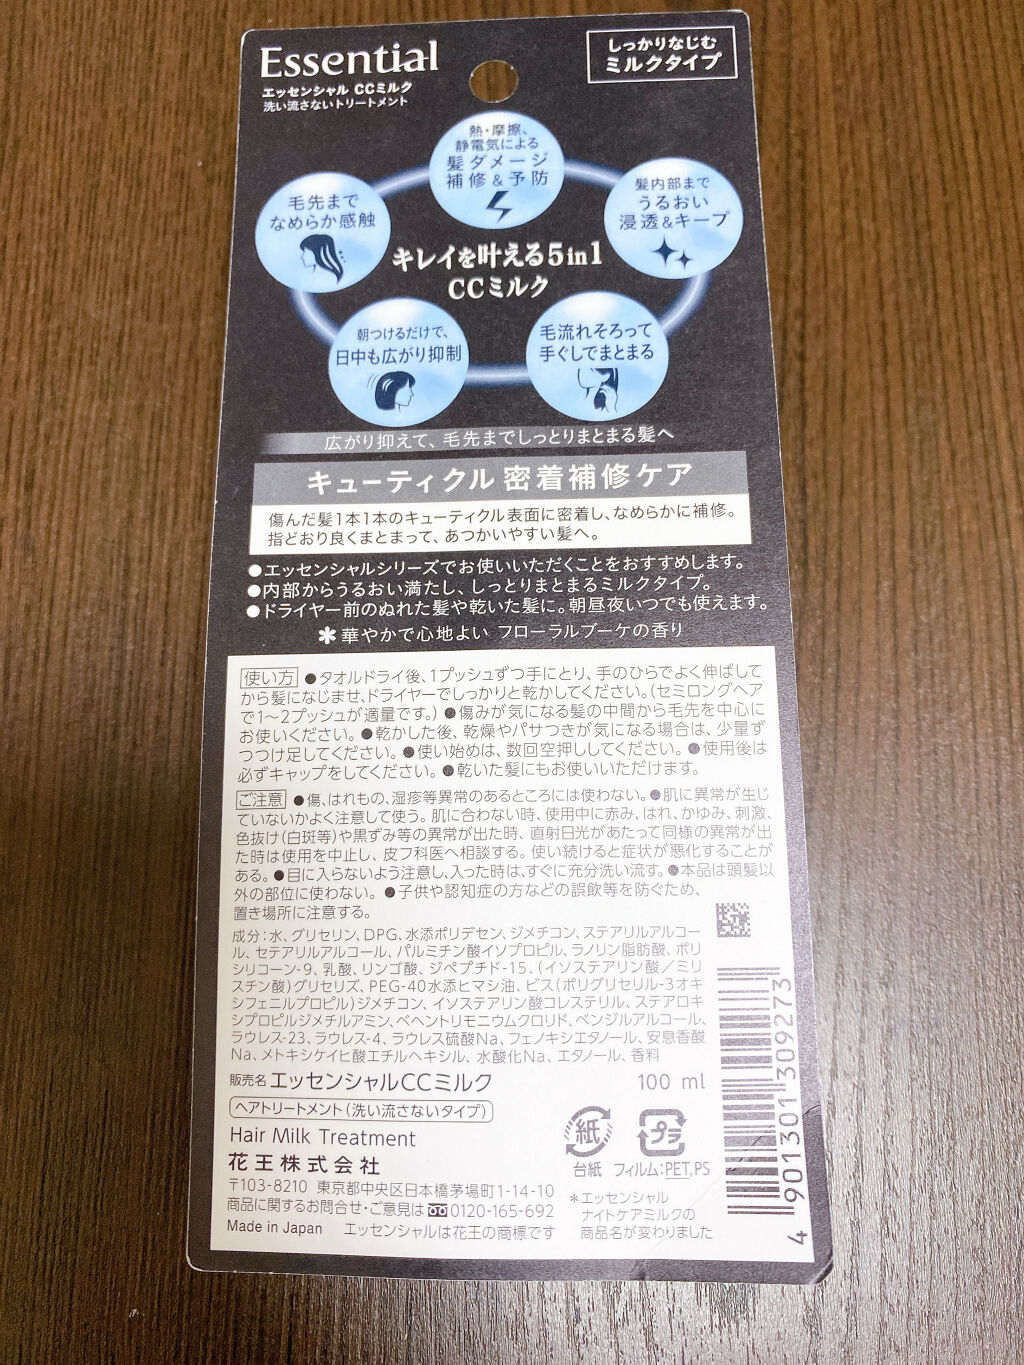 Essential
エッセンシャル CCミルク
洗い流さないトリートメント
しっかりなじむ
ミルクタイプ
熱・摩擦、
静電気による
髪ダメージ
補修&予防
毛先まで
なめらか感触
髪内部まで
うるおい
浸透&キープ
キレイを叶える5in1
CCミルク
朝つけるだけで、
日中も広がり抑制
毛流れそろって
手ぐしでまとまる
広がり抑えて、毛先までしっとりまとまる髪へ
キューティクル 密着補修ケア
傷んだ髪1本1本のキューティクル表面に密着し、なめらかに補修。
指どおり良くまとまって、あつかいやすい髪へ。
●エッセンシャルシリーズでお使いいただくことをおすすめします。
●内部からうるおい満たし、しっとりまとまるミルクタイプ。
●ドライヤー前のぬれた髪や乾いた髪に。朝昼夜いつでも使えます。
✽華やかで心地よい フローラルブーケの香り
使い方 ●タオルドライ後、1プッシュずつ手にとり、手のひらでよく伸ばして
から髪になじませ、ドライヤーでしっかりと乾かしてください。(セミロングヘア
で1〜2プッシュが適量です。) ●傷みが気になる髪の中間から毛先を中心に
お使いください。 ●乾かした後、乾燥やパサつきが気になる場合は、少量ず
つつけ足してください。 ●使い始めは、数回空押ししてください。 ●使用後は
必ずキャップをしてください。 ●乾いた髪にもお使いいただけます。
ご注意 ●傷、はれもの、湿疹等異常のあるところには使わない。●肌に異常が生じ
ていないかよく注意して使う。肌に合わない時、使用中に赤み、はれ、かゆみ、刺激、
色抜け(白斑等)や黒ずみ等の異常が出た時、直射日光があたって同様の異常が出
た時は使用を中止し、皮フ科医へ相談する。使い続けると症状が悪化することが
ある。●目に入らないよう注意し、入った時は、すぐに充分洗い流す。●本品は頭髪以
外の部位に使わない。 ●子供や認知症の方などの誤飲等を防ぐため、
置き場所に注意する。
成分:水、グリセリン、DPG、水添ポリデセン、ジメチコン、ステアリルアルコー
ル、セテアリルアルコール、パルミチン酸イソプロピル、ラノリン脂肪酸、ポリ
シリコーン-9、乳酸、リンゴ酸、ジペプチド-15、(イソステアリン酸/ミリ
スチン酸)グリセリズ、PEG-40水添ヒマシ油、ビス(ポリグリセリル-3オキ
シフェニルプロピル)ジメチコン、イソステアリン酸コレステリル、ステアロキ
シプロピルジメチルアミン、ベヘントリモニウムクロリド、ベンジルアルコール、
ラウレス-23、ラウレス-4、ラウレス硫酸Na、フェノキシエタノール、安息香酸
Na、メトキシケイヒ酸エチルヘキシル、水酸化Na、エタノール、香料
販売名 エッセンシャルCCミルク
100 ml
ヘアトリートメント(洗い流さないタイプ)
Hair Milk Treatment
花王株式会社
〒103-8210 東京都中央区日本橋茅場町1-14-10
商品に関するお問合せ・ご意見は 0120-165-692
Made in Japan エッセンシャルは花王の商標です
紙
台紙
プラ
フィルム:PET,PS
*エッセンシャル
ナイトケアミルクの
商品名が変わりました
4 901301 309273